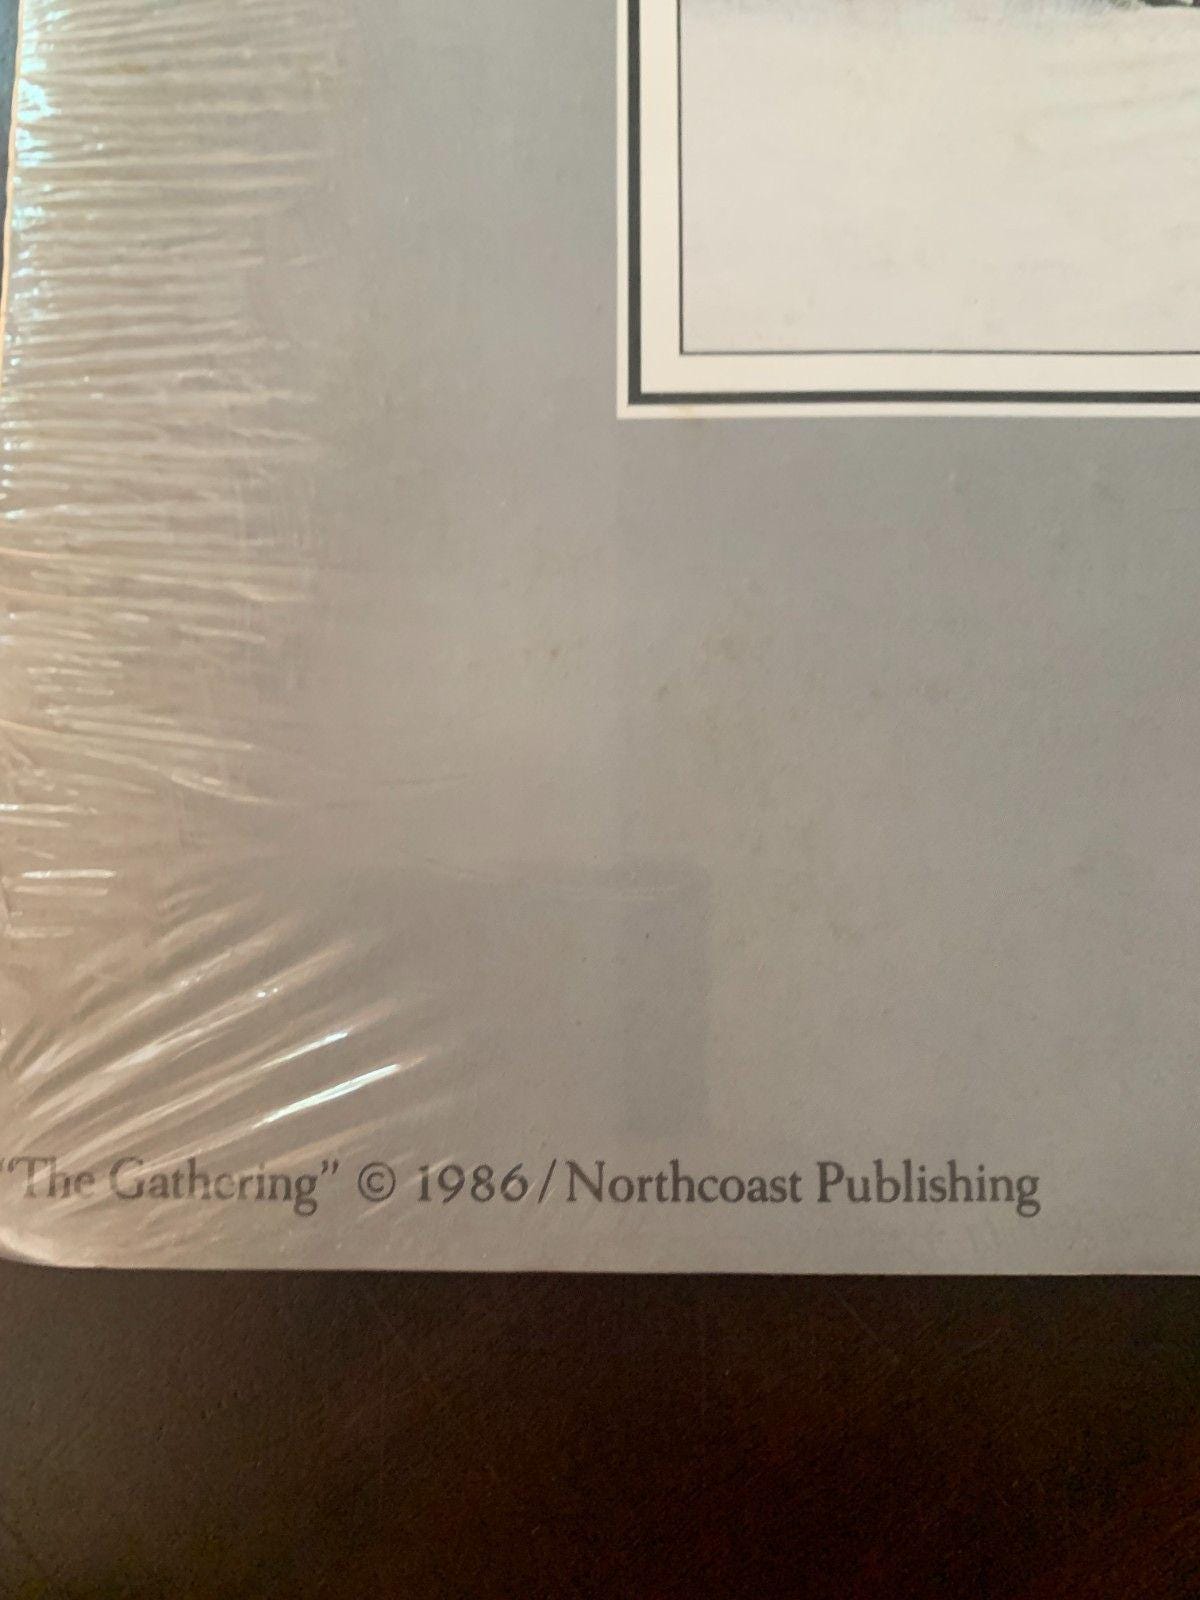 “The Gathering” © 1986/Northcoast Publishing